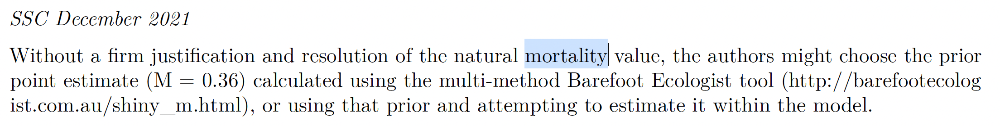 SSC December 2021
Without a firm justification and resolution of the natural mortality value, the authors might choose the prior
point estimate (M = 0.36) calculated using the multi-method Barefoot Ecologist tool (http://barefootecolog
ist.com.au/shiny_m.html), or using that prior and attempting to estimate it within the model.